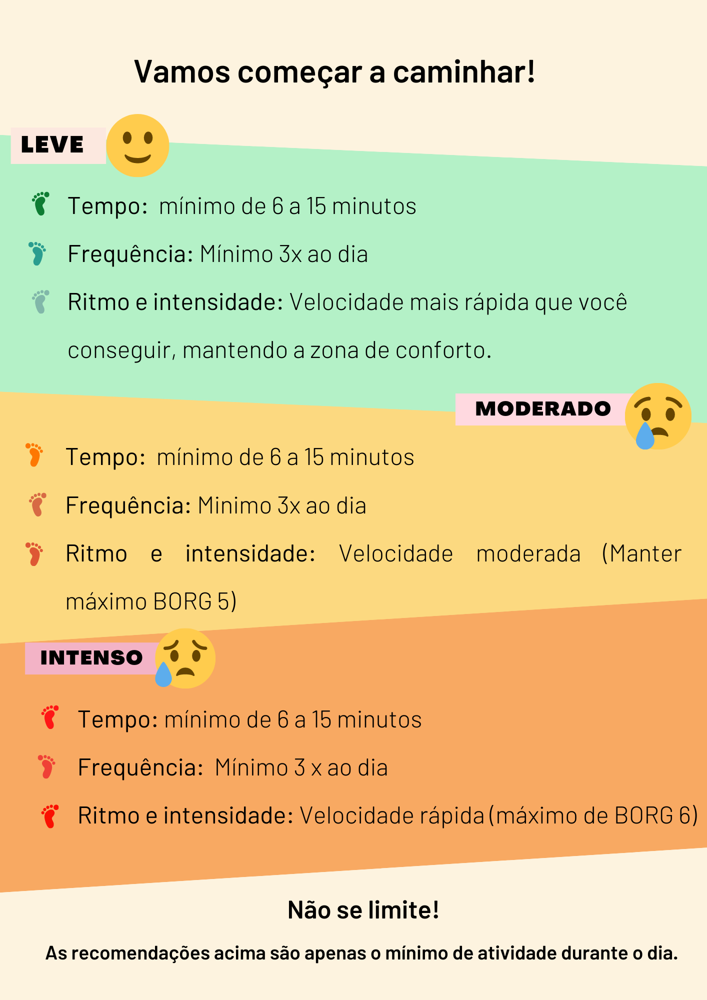 Vamos começar a caminhar!
LEVE
Tempo: mínimo de 6 a 15 minutos
Frequência: Mínimo 3x ao dia
Ritmo e intensidade: Velocidade mais rápida que você
conseguir, mantendo a zona de conforto.
MODERADO
Tempo: mínimo de 6 a 15 minutos
Frequência: Minimo 3x ao dia
Ritmo e intensidade: Velocidade moderada (Manter
máximo BORG 5)
INTENSO
Tempo: mínimo de 6 a 15 minutos
Frequência: Mínimo 3 x ao dia
Ritmo e intensidade: Velocidade rápida (máximo de BORG 6)
Não se limite!
As recomendações acima são apenas o mínimo de atividade durante o dia.